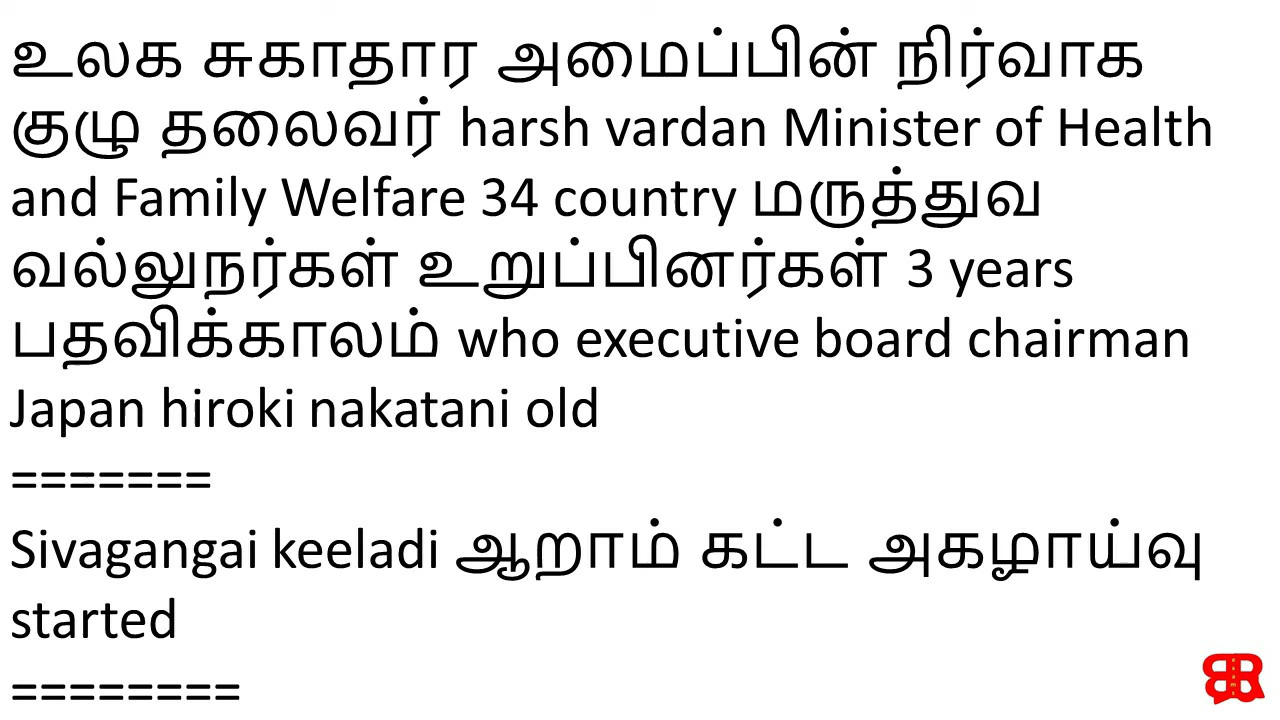 உலக சுகாதார அமைப்பின் நிர்வாக
குழு தலைவர் harsh vardan Minister of Health
and Family Welfare 34 country மருத்துவ
வல்லுநர்கள் உறுப்பினர்கள் 3 years
பதவிக்காலம் who executive board chairman
Japan hiroki nakatani old
=======
Sivagangai keeladi ஆறாம் கட்ட அகழாய்வு
started
========